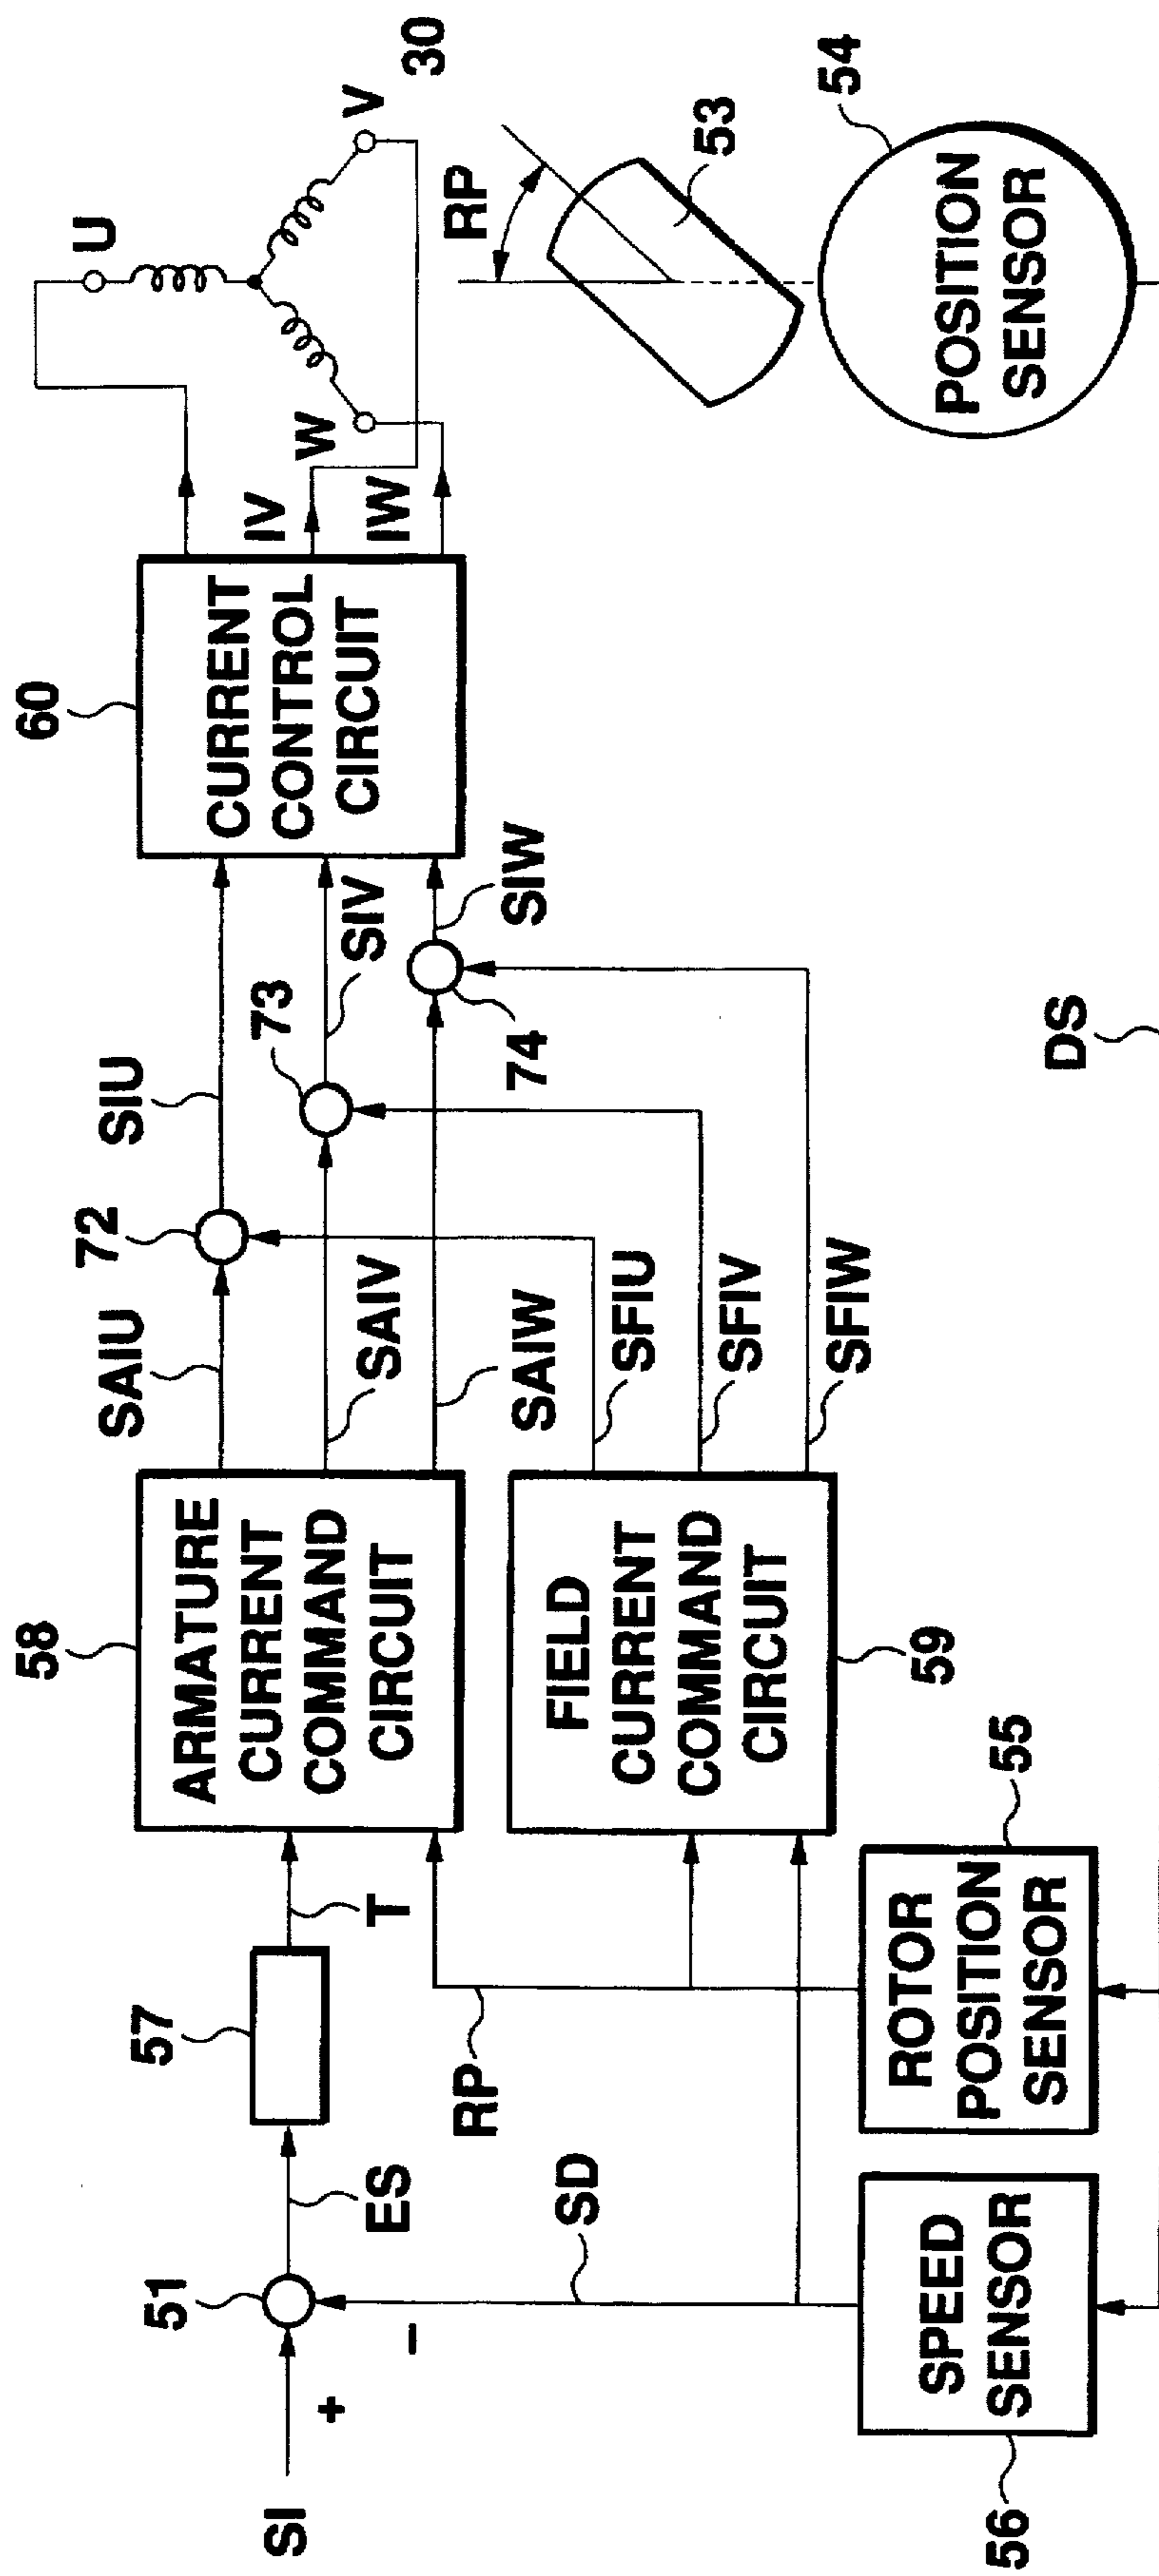 SI
+
−
51
ES
57
T
58
ARMATURE
CURRENT
COMMAND
CIRCUIT
SAIU
SAIV
SAIW
72
SIU
73
SIV
74
SIW
60
CURRENT
CONTROL
CIRCUIT
IV
IW
U
V
W
30
RP
53
54
POSITION
SENSOR
SD
RP
FIELD
CURRENT
COMMAND
CIRCUIT
59
SFIU
SFIV
SFIW
56
SPEED
SENSOR
55
ROTOR
POSITION
SENSOR
DS